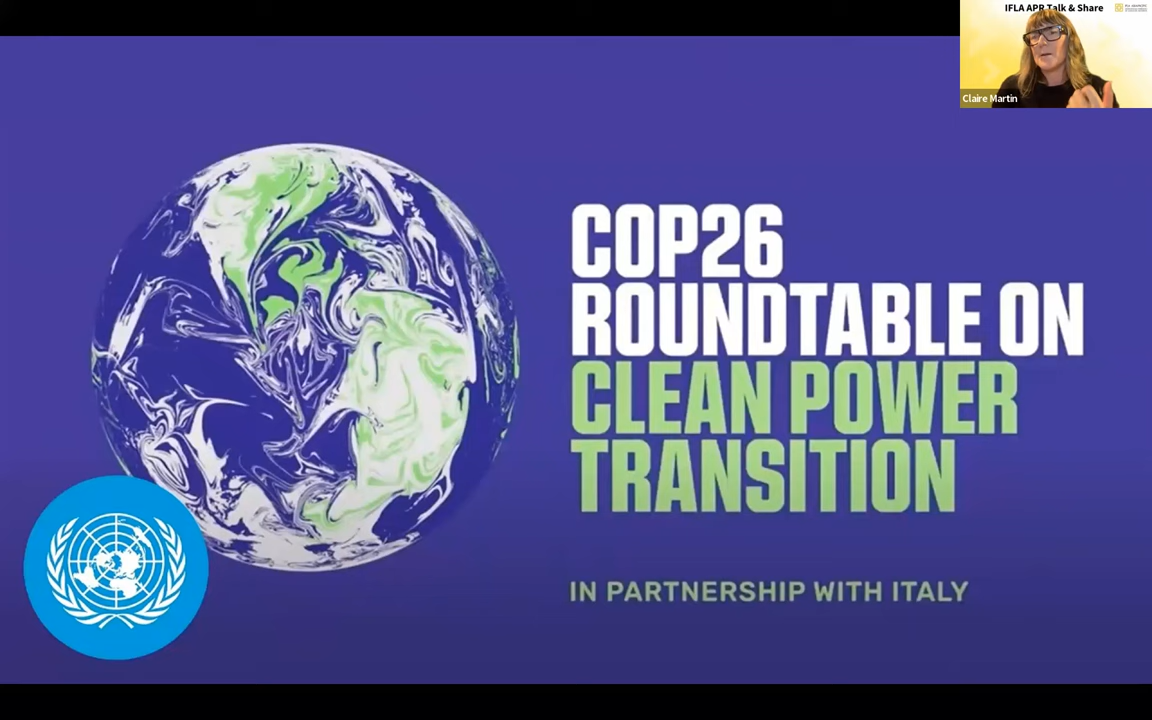 IFLA APR Talk & Share
Claire Martin
COP26
ROUNDTABLE ON
CLEAN POWER
TRANSITION
IN PARTNERSHIP WITH ITALY